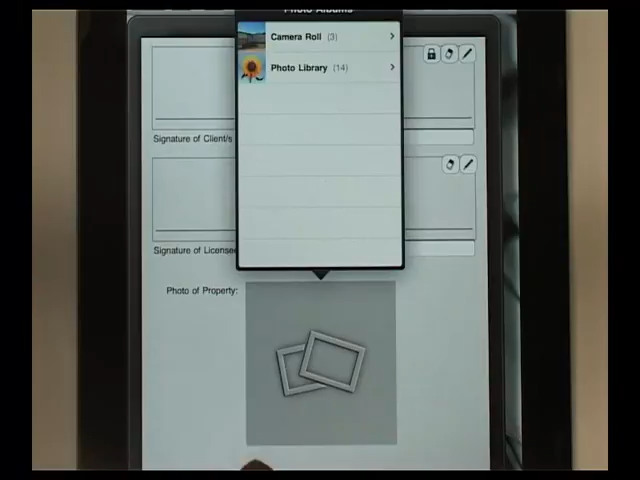 Photo Albums
Camera Roll (3)
Photo Library (14)
Signature of Client/s
Signature of Licensee
Photo of Property: